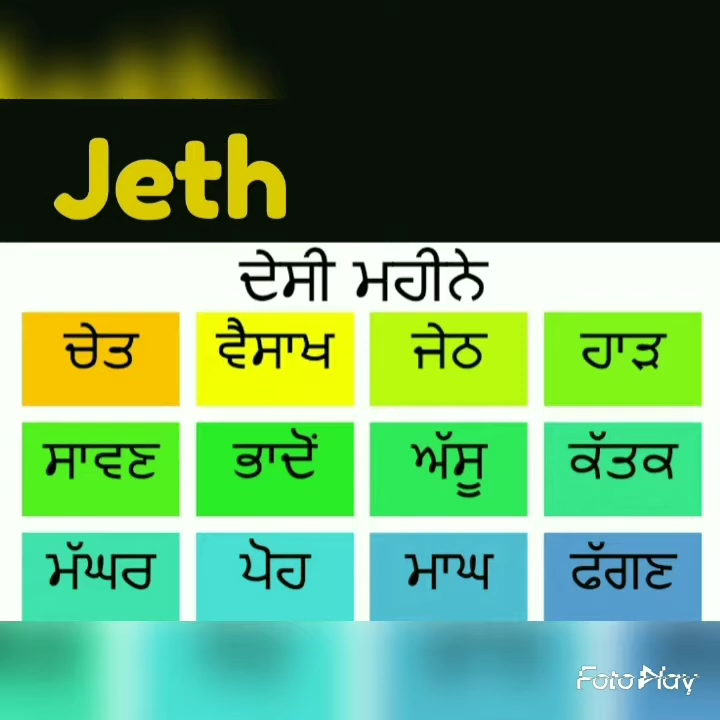 Jeth
ਦੇਸੀ ਮਹੀਨੇ
ਚੇਤ ਵੈਸਾਖ ਜੇਠ ਹਾੜ
ਸਾਵਣ ਭਾਦੋਂ ਅੱਸੂ ਕੱਤਕ
ਮੱਘਰ ਪੋਹ ਮਾਘ ਫੱਗਣ
FotoPlay